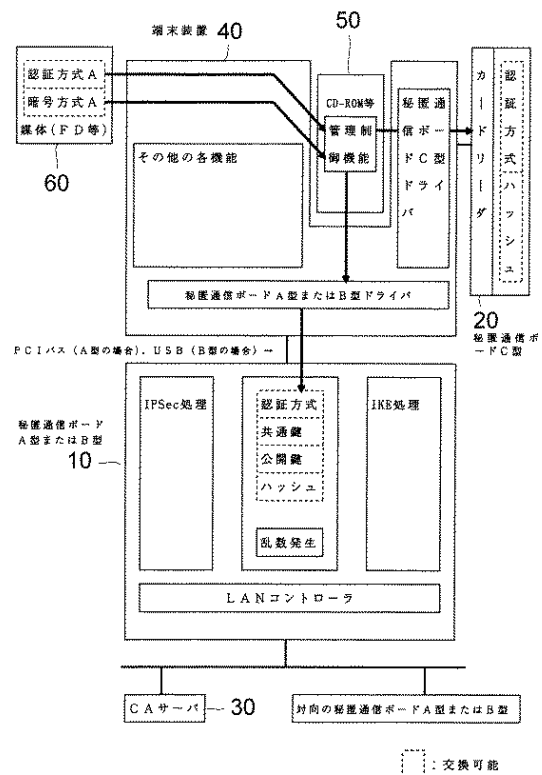 端末装置
40
50
認証方式A
暗号方式A
媒体(FD等)
60
CD-ROM等
管理制
御機能
その他の各機能
秘匿通信ボードC型ドライバ
カードリーダ
認証方式
ハッシュ
20
秘匿通信ボードC型
秘匿通信ボードA型またはB型ドライバ
PCIバス(A型の場合)、USB(B型の場合)
秘匿通信ボード
A型またはB型
10
IPSec処理
認証方式
共通鍵
公開鍵
ハッシュ
乱数発生
IKE処理
LANコントローラ
CAサーバ
30
対向の秘匿通信ボードA型またはB型
:交換可能